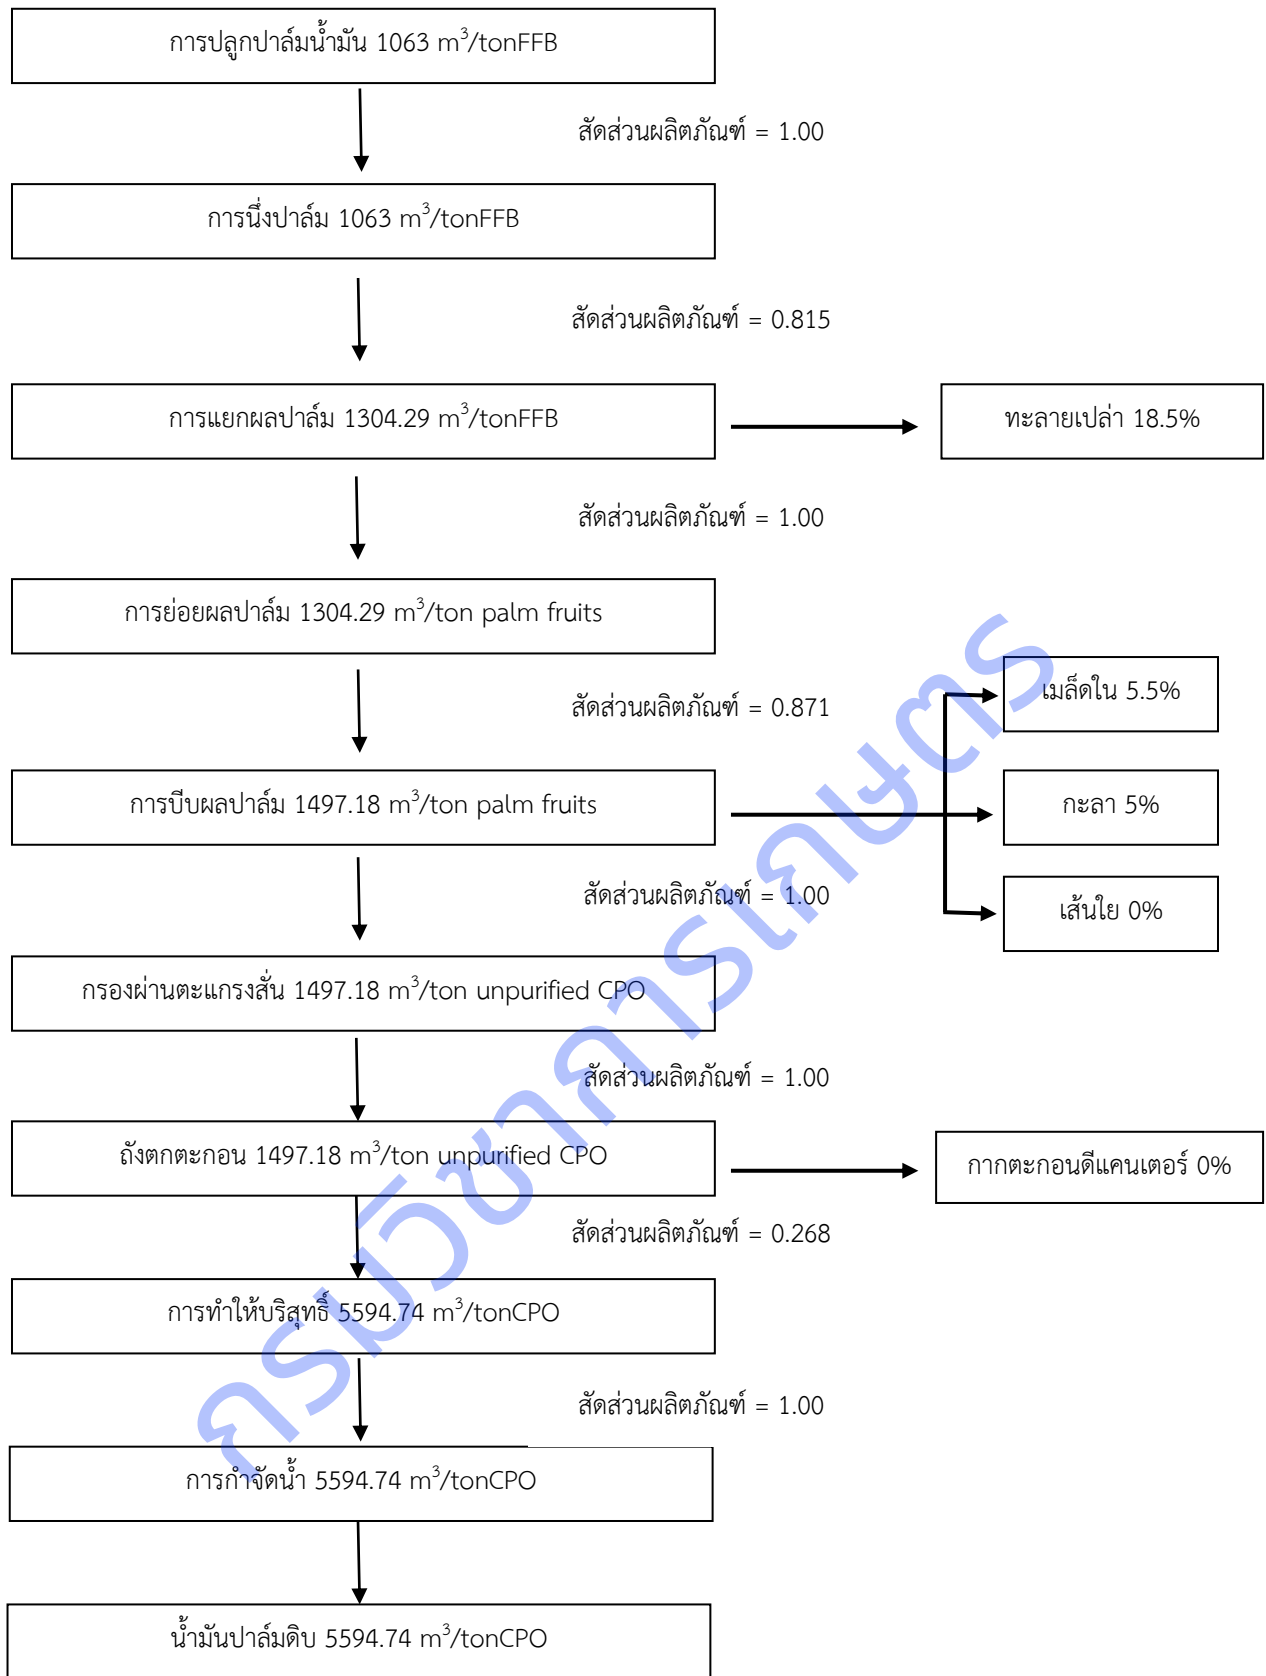 การปลูกปาล์มน้ำมัน 1063 m³/tonFFB
สัดส่วนผลิตภัณฑ์ = 1.00
การนึ่งปาล์ม 1063 m³/tonFFB
สัดส่วนผลิตภัณฑ์ = 0.815
การแยกผลปาล์ม 1304.29 m³/tonFFB
ทะลายเปล่า 18.5%
สัดส่วนผลิตภัณฑ์ = 1.00
การย่อยผลปาล์ม 1304.29 m³/ton palm fruits
สัดส่วนผลิตภัณฑ์ = 0.871
เมล็ดใน 5.5%
การบีบผลปาล์ม 1497.18 m³/ton palm fruits
กะลา 5%
สัดส่วนผลิตภัณฑ์ = 1.00
เส้นใย 0%
กรองผ่านตะแกรงสั่น 1497.18 m³/ton unpurified CPO
สัดส่วนผลิตภัณฑ์ = 1.00
ถังตกตะกอน 1497.18 m³/ton unpurified CPO
กากตะกอนดีแคนเตอร์ 0%
สัดส่วนผลิตภัณฑ์ = 0.268
การทำให้บริสุทธิ์ 5594.74 m³/tonCPO
สัดส่วนผลิตภัณฑ์ = 1.00
การกำจัดน้ำ 5594.74 m³/tonCPO
น้ำมันปาล์มดิบ 5594.74 m³/tonCPO
กรมวิชาการเกษตร